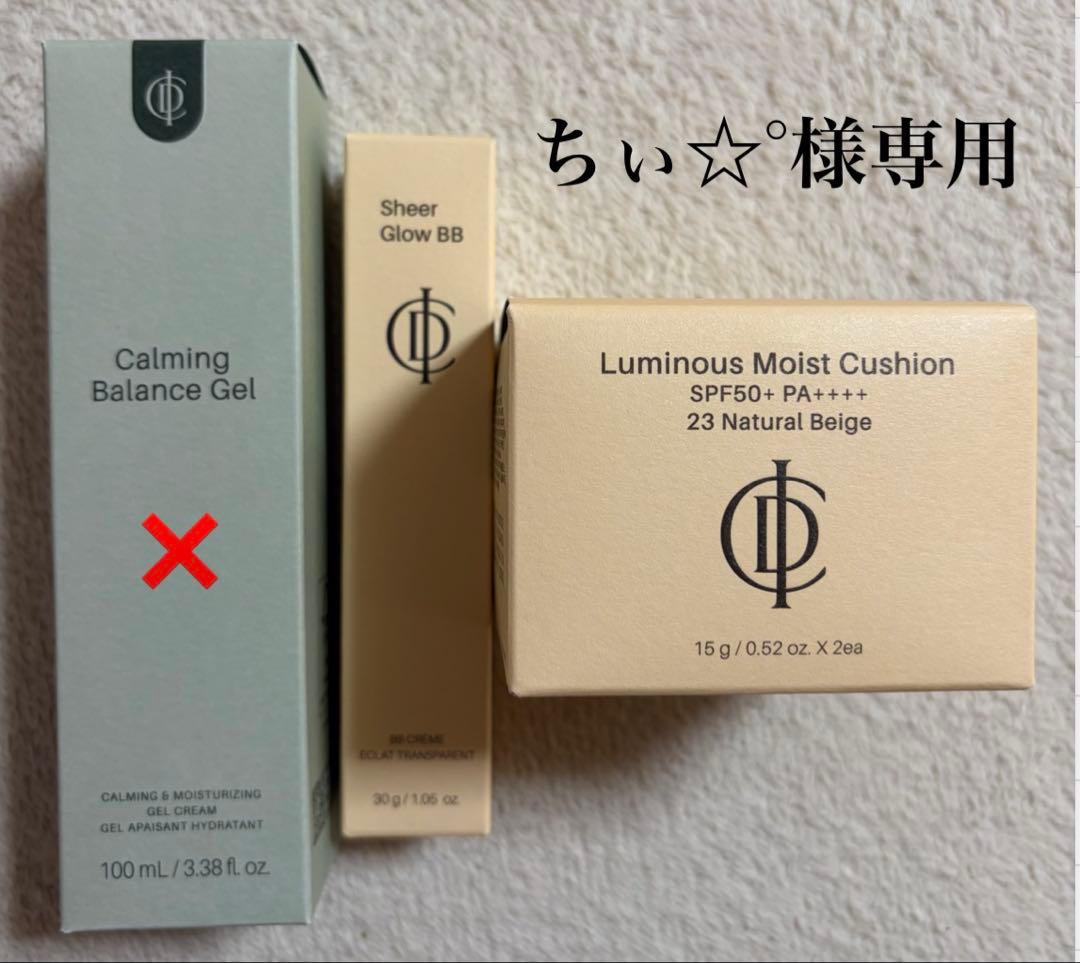 ちぃ☆°様専用
Calming
Balance Gel
CALMING & MOISTURIZING
GEL CREAM
GEL APAISANT HYDRATANT
100 mL / 3.38 fl. oz.
Sheer
Glow BB
BB CRÈME
ÉCLAT TRANSPARENT
30 g / 1.05 oz.
Luminous Moist Cushion
SPF50+ PA++++
23 Natural Beige
15 g / 0.52 oz. X 2ea